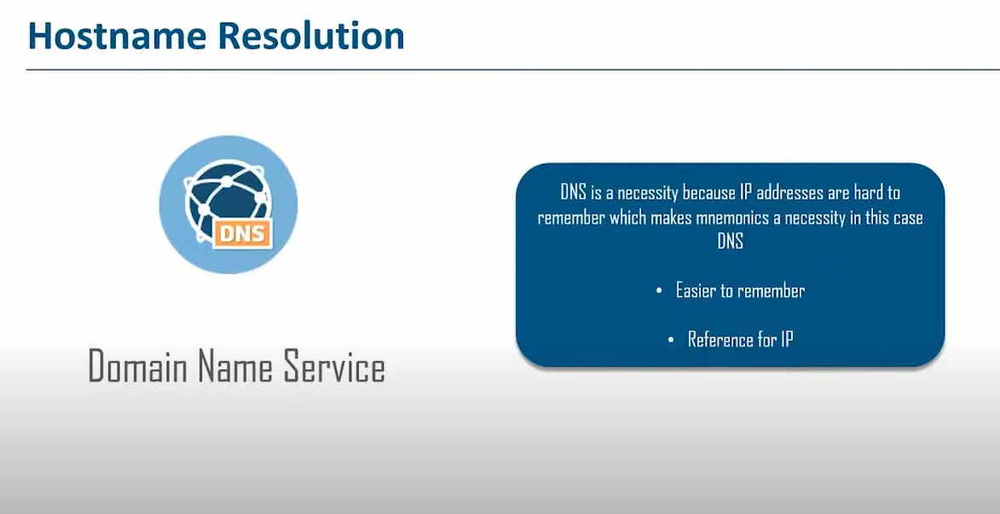 Hostname Resolution
DNS
Domain Name Service
DNS is a necessity because IP addresses are hard to
remember which makes mnemonics a necessity in this case
DNS
• Easier to remember
• Reference for IP